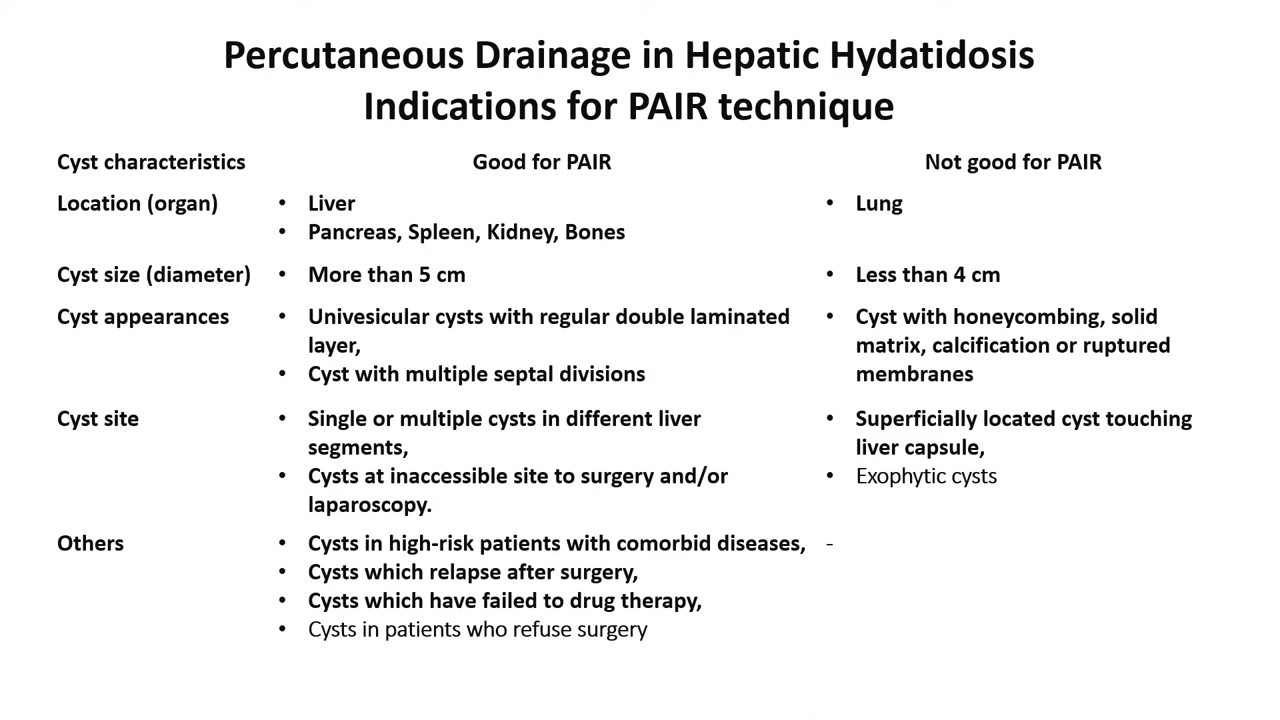 Percutaneous Drainage in Hepatic Hydatidosis
Indications for PAIR technique
Cyst characteristics Good for PAIR Not good for PAIR
Location (organ) • Liver • Lung
• Pancreas, Spleen, Kidney, Bones
Cyst size (diameter) • More than 5 cm • Less than 4 cm
Cyst appearances • Univesicular cysts with regular double laminated • Cyst with honeycombing, solid
layer, matrix, calcification or ruptured
• Cyst with multiple septal divisions membranes
Cyst site • Single or multiple cysts in different liver • Superficially located cyst touching
segments, liver capsule,
• Cysts at inaccessible site to surgery and/or • Exophytic cysts
laparoscopy.
Others • Cysts in high-risk patients with comorbid diseases, -
• Cysts which relapse after surgery,
• Cysts which have failed to drug therapy,
• Cysts in patients who refuse surgery